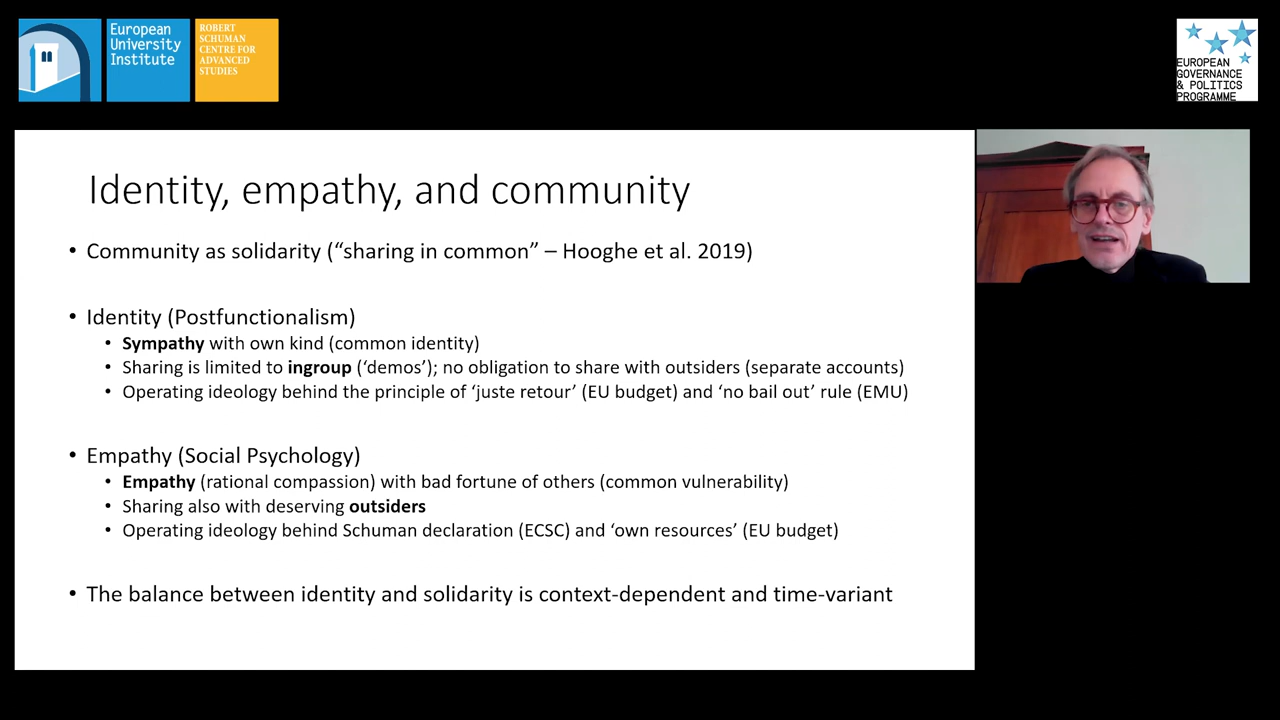 European
University
Institute
ROBERT
SCHUMAN
CENTRE FOR
ADVANCED
STUDIES
EUROPEAN
GOVERNANCE
& POLITICS
PROGRAMME
Identity, empathy, and community
• Community as solidarity (“sharing in common” – Hooghe et al. 2019)
• Identity (Postfunctionalism)
• Sympathy with own kind (common identity)
• Sharing is limited to ingroup (‘demos’); no obligation to share with outsiders (separate accounts)
• Operating ideology behind the principle of ‘juste retour’ (EU budget) and ‘no bail out’ rule (EMU)
• Empathy (Social Psychology)
• Empathy (rational compassion) with bad fortune of others (common vulnerability)
• Sharing also with deserving outsiders
• Operating ideology behind Schuman declaration (ECSC) and ‘own resources’ (EU budget)
• The balance between identity and solidarity is context-dependent and time-variant